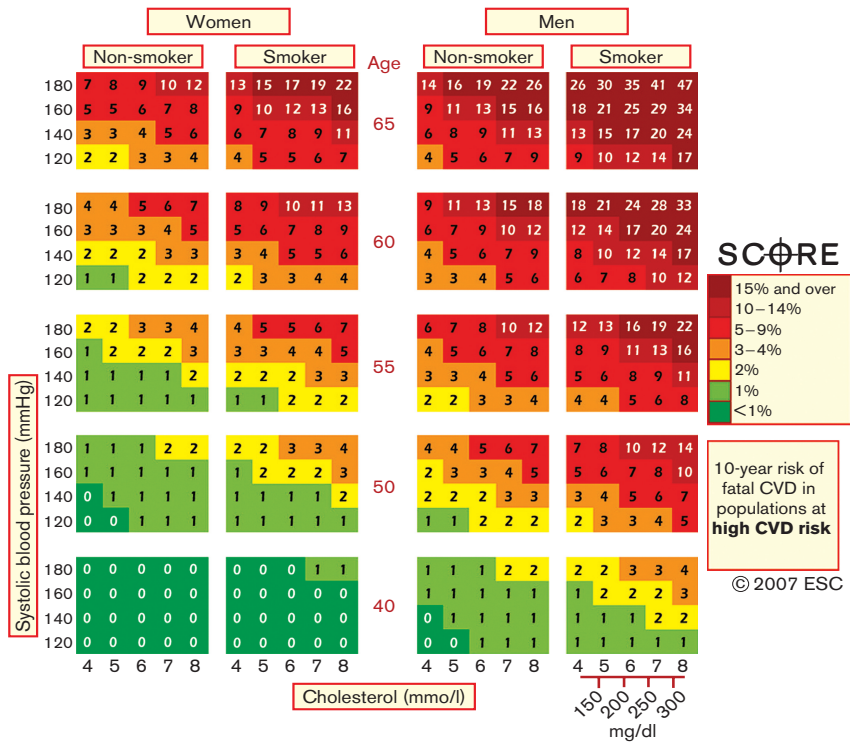 Women Men
Non-smoker Smoker Age Non-smoker Smoker
180 7 8 9 10 12 13 15 17 19 22 14 16 19 22 26 26 30 35 41 47
160 5 5 6 7 8 9 10 12 13 16 9 11 13 15 16 18 21 25 29 34
65
140 3 3 4 5 6 6 7 8 9 11 6 8 9 11 13 13 15 17 20 24
120 2 2 3 3 4 4 5 5 6 7 4 5 6 7 9 9 10 12 14 17
180 4 4 5 6 7 8 9 10 11 13 9 11 13 15 18 18 21 24 28 33
160 3 3 3 4 5 5 6 7 8 9 6 7 9 10 12 12 14 17 20 24
60
140 2 2 2 3 3 3 4 5 5 6 4 5 6 7 9 8 10 12 14 17
120 1 1 2 2 2 2 3 3 4 4 3 3 4 5 6 6 7 8 10 12
180 2 2 3 3 4 4 5 5 6 7 6 7 8 10 12 12 13 16 19 22
160 1 2 2 2 3 3 3 4 4 5 4 5 6 7 8 8 9 11 13 16
55
140 1 1 1 1 2 2 2 2 3 3 3 3 4 5 6 5 6 8 9 11
120 1 1 1 1 1 1 1 2 2 2 2 2 3 3 4 4 4 5 6 8
180 1 1 1 2 2 2 2 3 3 4 4 4 5 6 7 7 8 10 12 14
160 1 1 1 1 1 1 2 2 2 3 2 3 3 4 5 5 6 7 8 10
50
140 0 1 1 1 1 1 1 1 1 2 2 2 2 3 3 3 4 5 6 7
120 0 0 1 1 1 1 1 1 1 1 1 1 2 2 2 2 3 3 4 5
180 0 0 0 0 0 0 0 0 1 1 1 1 1 2 2 2 2 3 3 4
160 0 0 0 0 0 0 0 0 0 0 1 1 1 1 1 1 2 2 2 3
40
140 0 0 0 0 0 0 0 0 0 0 0 1 1 1 1 1 1 1 2 2
120 0 0 0 0 0 0 0 0 0 0 0 0 1 1 1 1 1 1 1 1
4 5 6 7 8 4 5 6 7 8 4 5 6 7 8 4 5 6 7 8
Cholesterol (mmo/l)
150 200 250 300
mg/dl
Systolic blood pressure (mmHg)
SCORE
15% and over
10–14%
5–9%
3–4%
2%
1%
<1%
10-year risk of
fatal CVD in
populations at
high CVD risk
© 2007 ESC